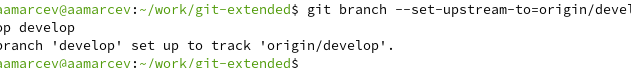 aamarcev@aamarcev:~/work/git-extended$ git branch --set-upstream-to=origin/devel
op develop
branch 'develop' set up to track 'origin/develop'.
aamarcev@aamarcev:~/work/git-extended$